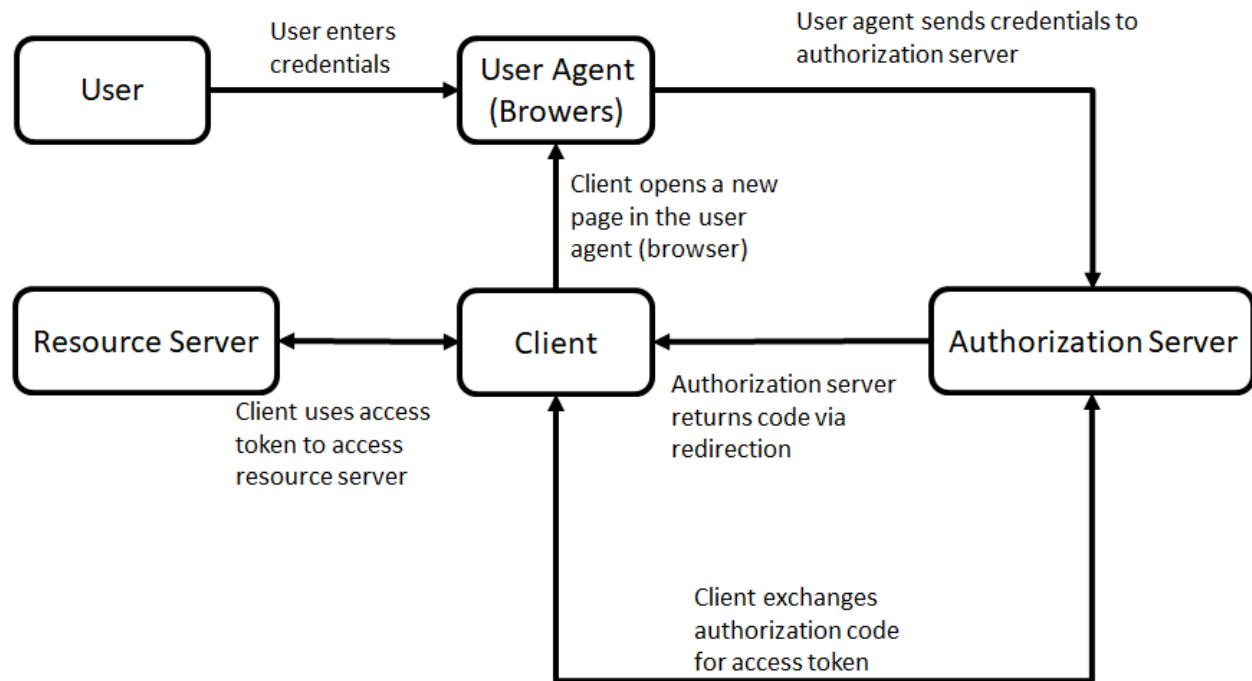 User enters
credentials
User agent sends credentials to
authorization server
User
User Agent
(Browers)
Client opens a new
page in the user
agent (browser)
Resource Server
Client
Authorization Server
Client uses access
token to access
resource server
Authorization server
returns code via
redirection
Client exchanges
authorization code
for access token